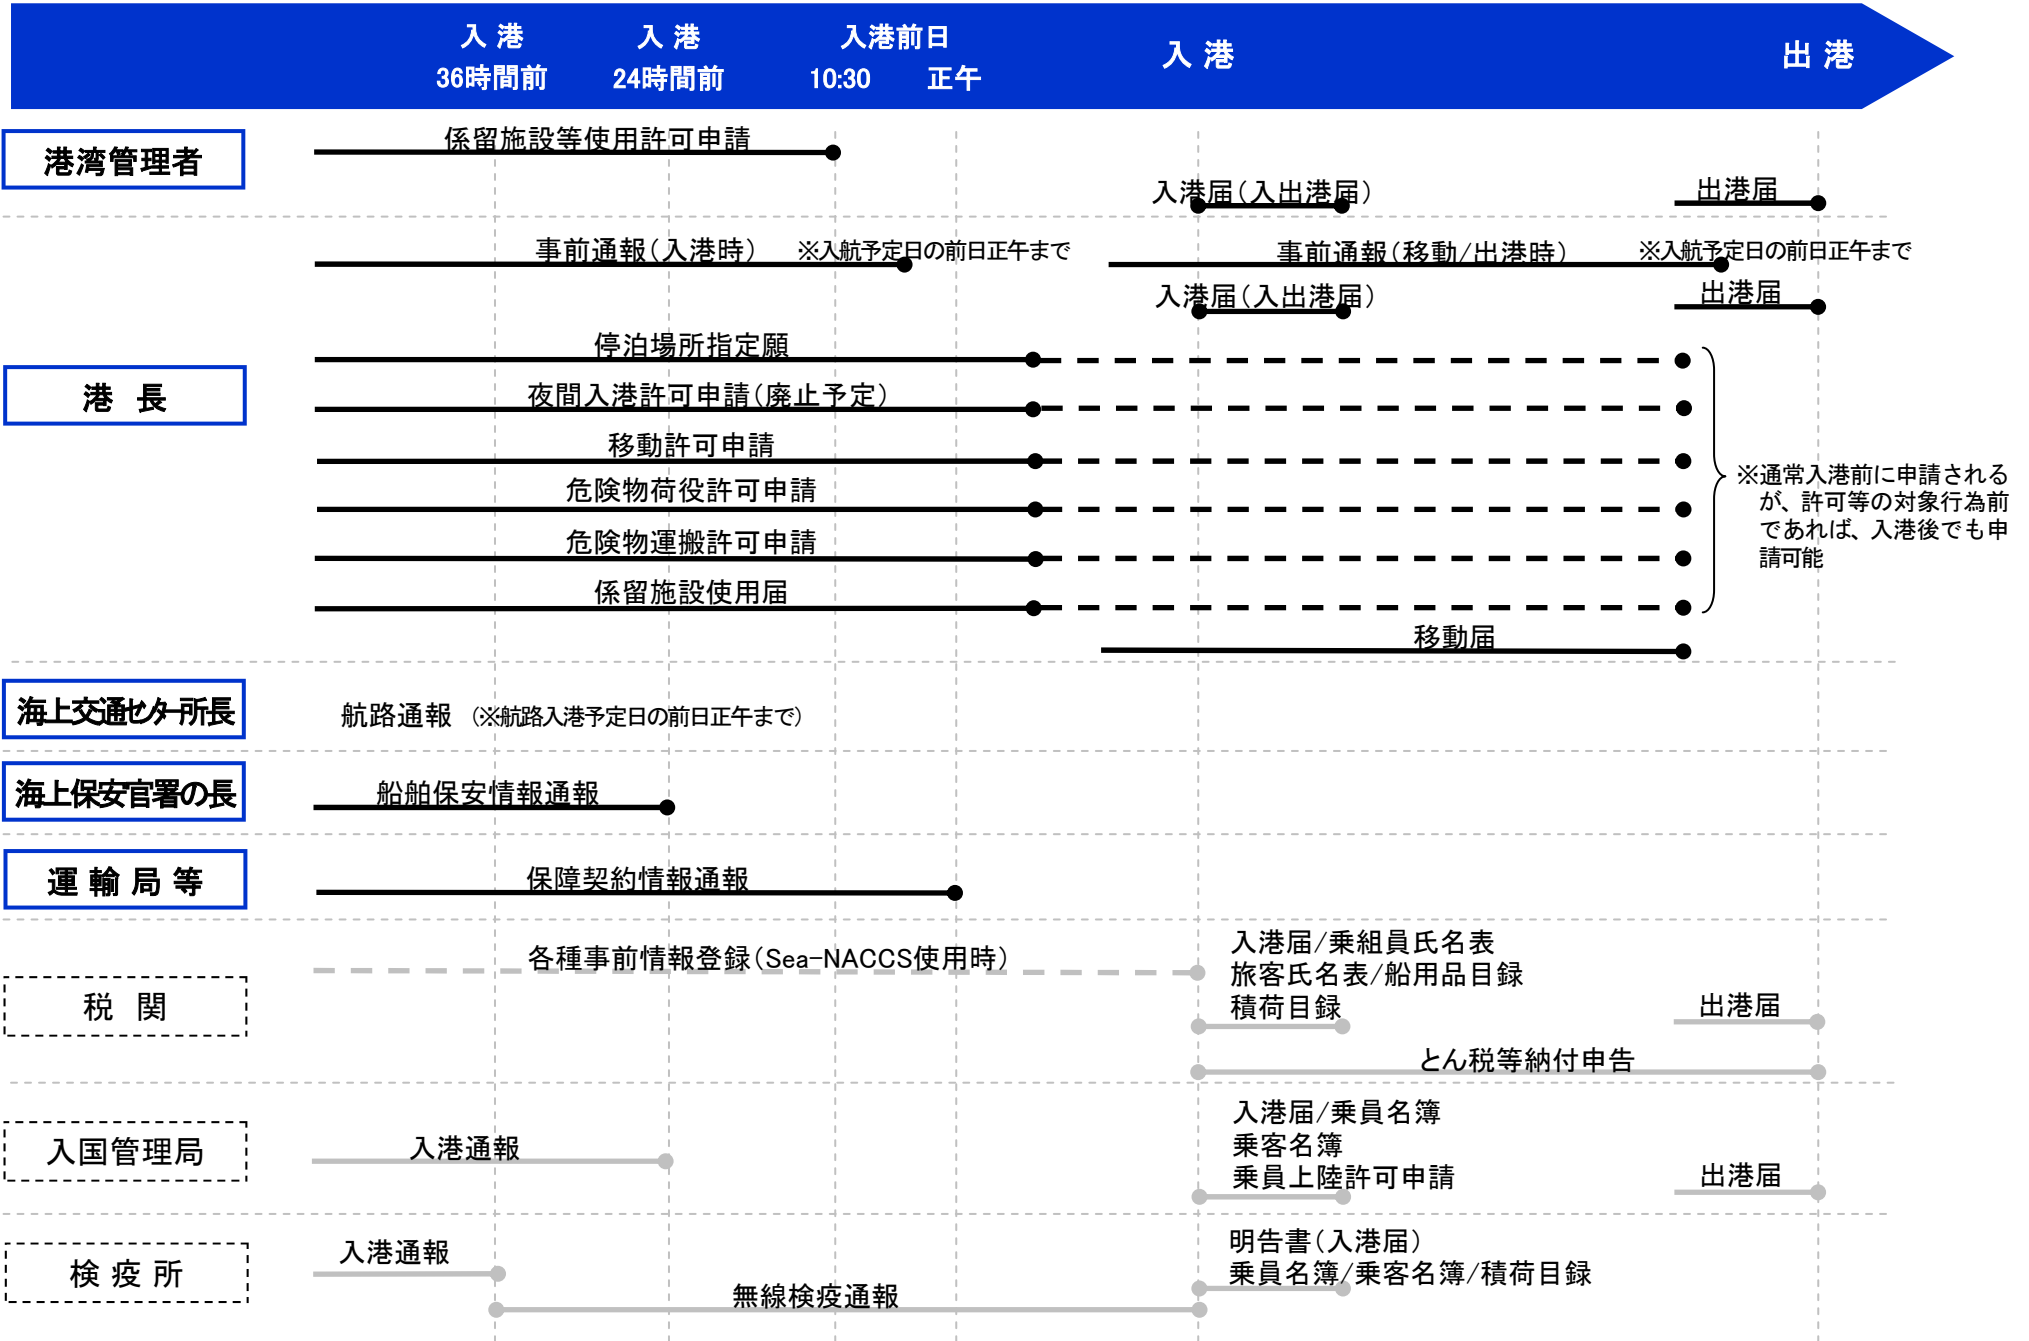 入 港
36時間前
入 港
24時間前
入港前日
10:30 正午
入 港
出 港
港湾管理者
係留施設等使用許可申請
入港届(入出港届)
出港届
港 長
事前通報(入港時)
※入航予定日の前日正午まで
事前通報(移動/出港時)
※入航予定日の前日正午まで
入港届(入出港届)
出港届
停泊場所指定願
夜間入港許可申請(廃止予定)
移動許可申請
危険物荷役許可申請
危険物運搬許可申請
係留施設使用届
※通常入港前に申請される
が、許可等の対象行為前
であれば、入港後でも申
請可能
移動届
海上交通センター所長
航路通報 (※航路入港予定日の前日正午まで)
海上保安官署の長
船舶保安情報通報
運 輸 局 等
保障契約情報通報
税 関
各種事前情報登録(Sea-NACCS使用時)
入港届/乗組員氏名表
旅客氏名表/船用品目録
積荷目録
出港届
とん税等納付申告
入国管理局
入港通報
入港届/乗員名簿
乗客名簿
乗員上陸許可申請
出港届
検 疫 所
入港通報
無線検疫通報
明告書(入港届)
乗員名簿/乗客名簿/積荷目録